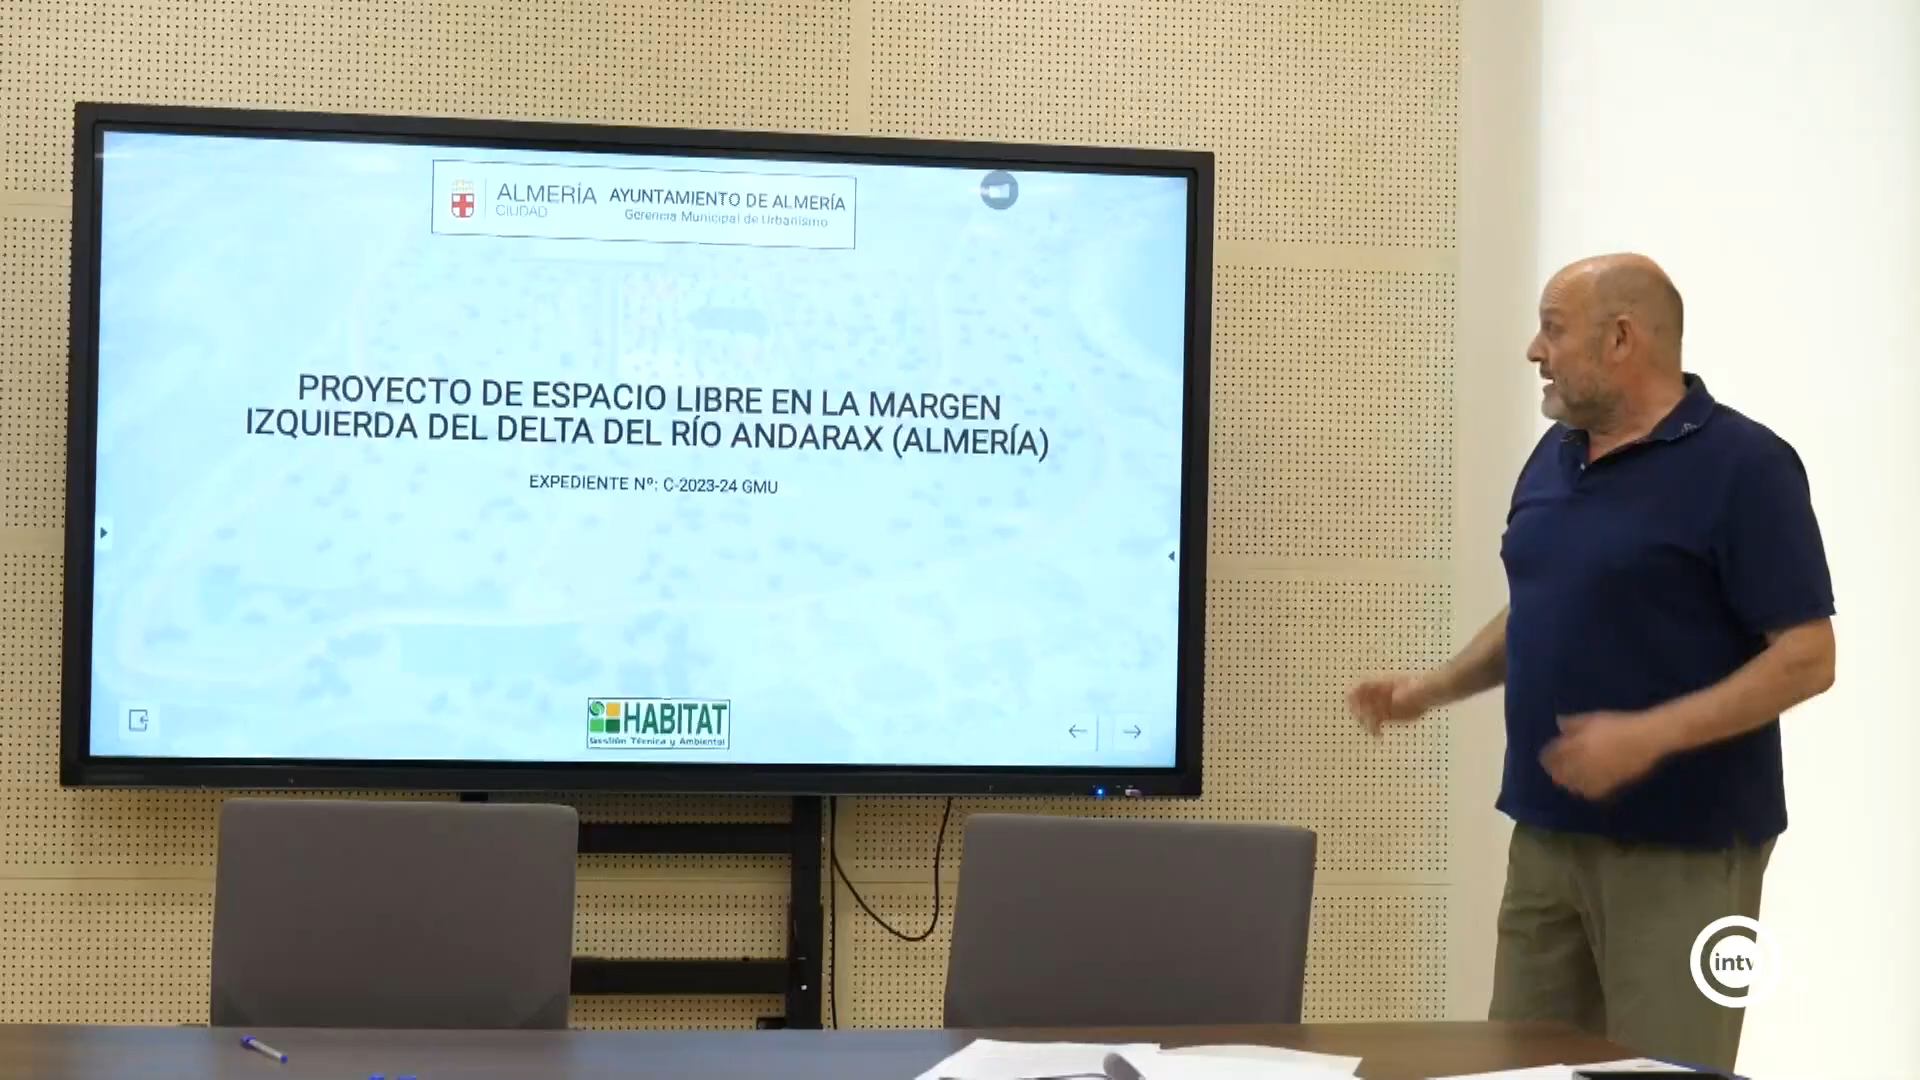 ALMERÍA
CIUDAD
AYUNTAMIENTO DE ALMERÍA
Gerencia Municipal de Urbanismo
PROYECTO DE ESPACIO LIBRE EN LA MARGEN
IZQUIERDA DEL DELTA DEL RÍO ANDARAX (ALMERÍA)
EXPEDIENTE Nº: C-2023-24 GMU
HABITAT
Gestión Técnica y Ambiental
intv